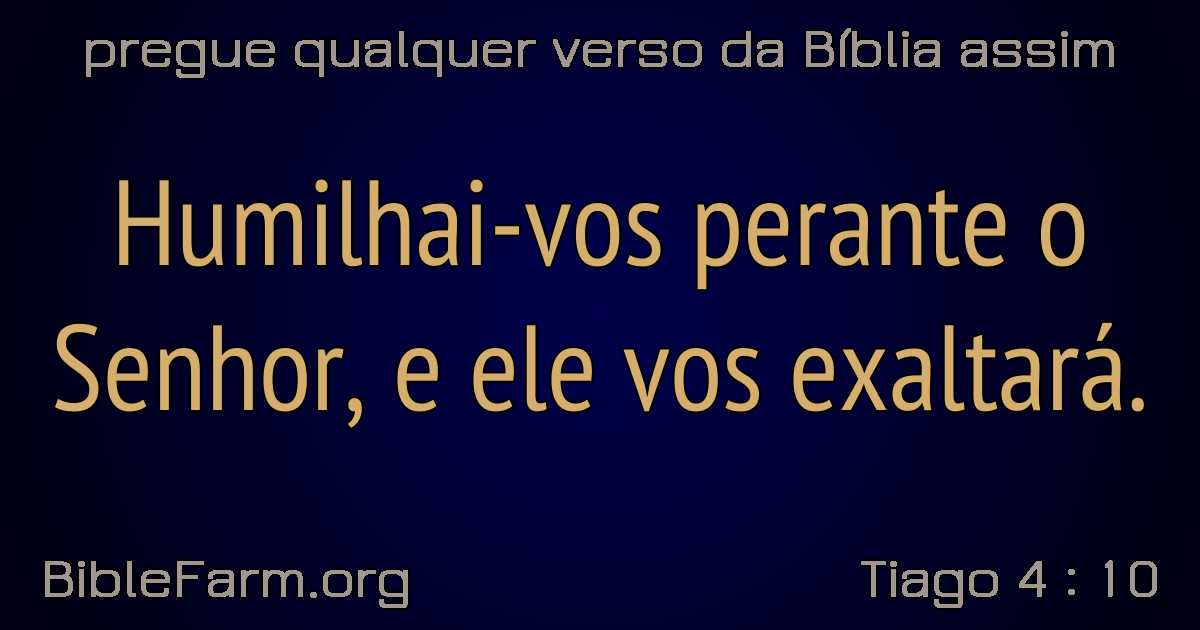 pregue qualquer verso da Bíblia assim
Humilhai-vos perante o
Senhor, e ele vos exaltará.
BibleFarm.org
Tiago 4 : 10